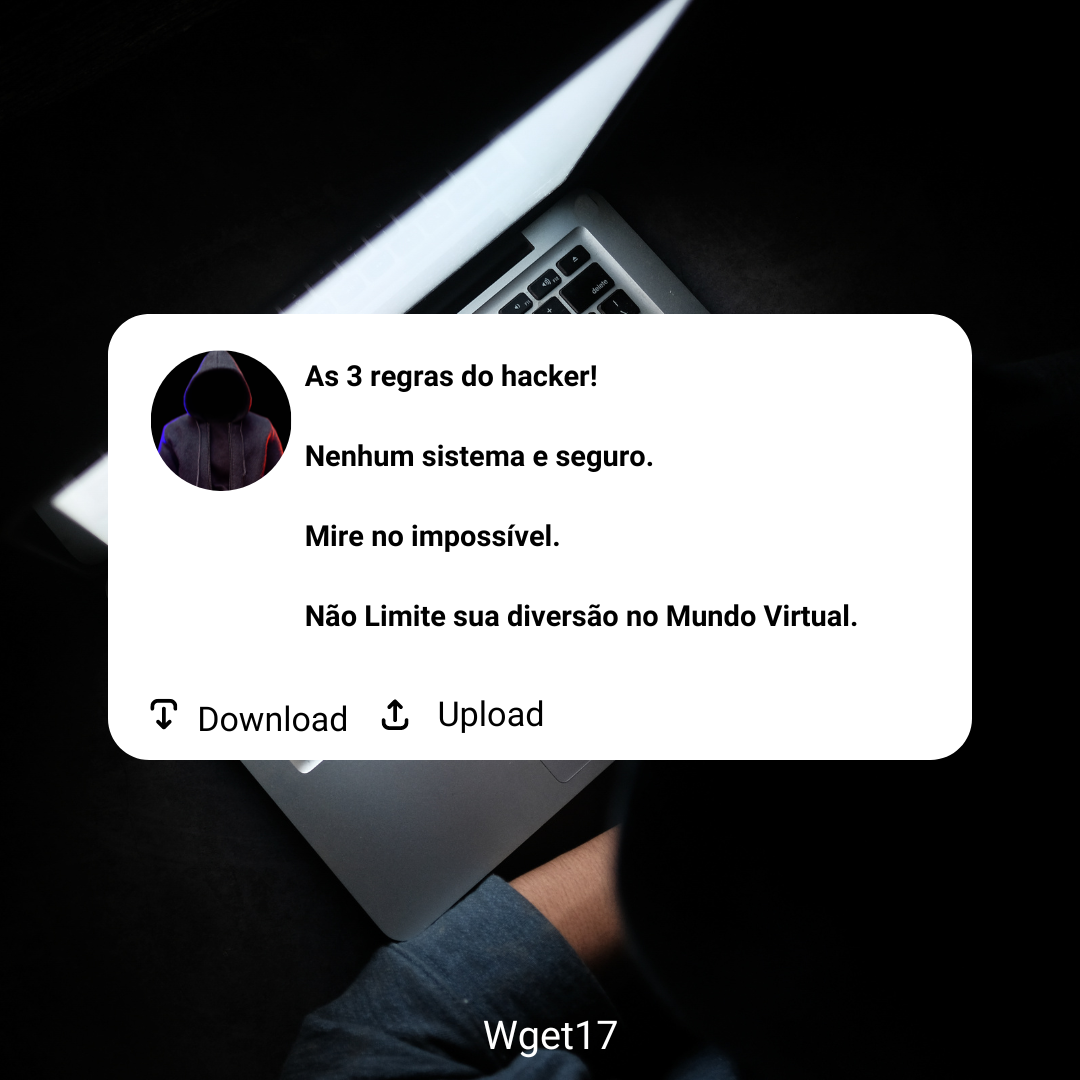 delete
As 3 regras do hacker!
Nenhum sistema e seguro.
Mire no impossível.
Não Limite sua diversão no Mundo Virtual.
Download Upload
Wget17